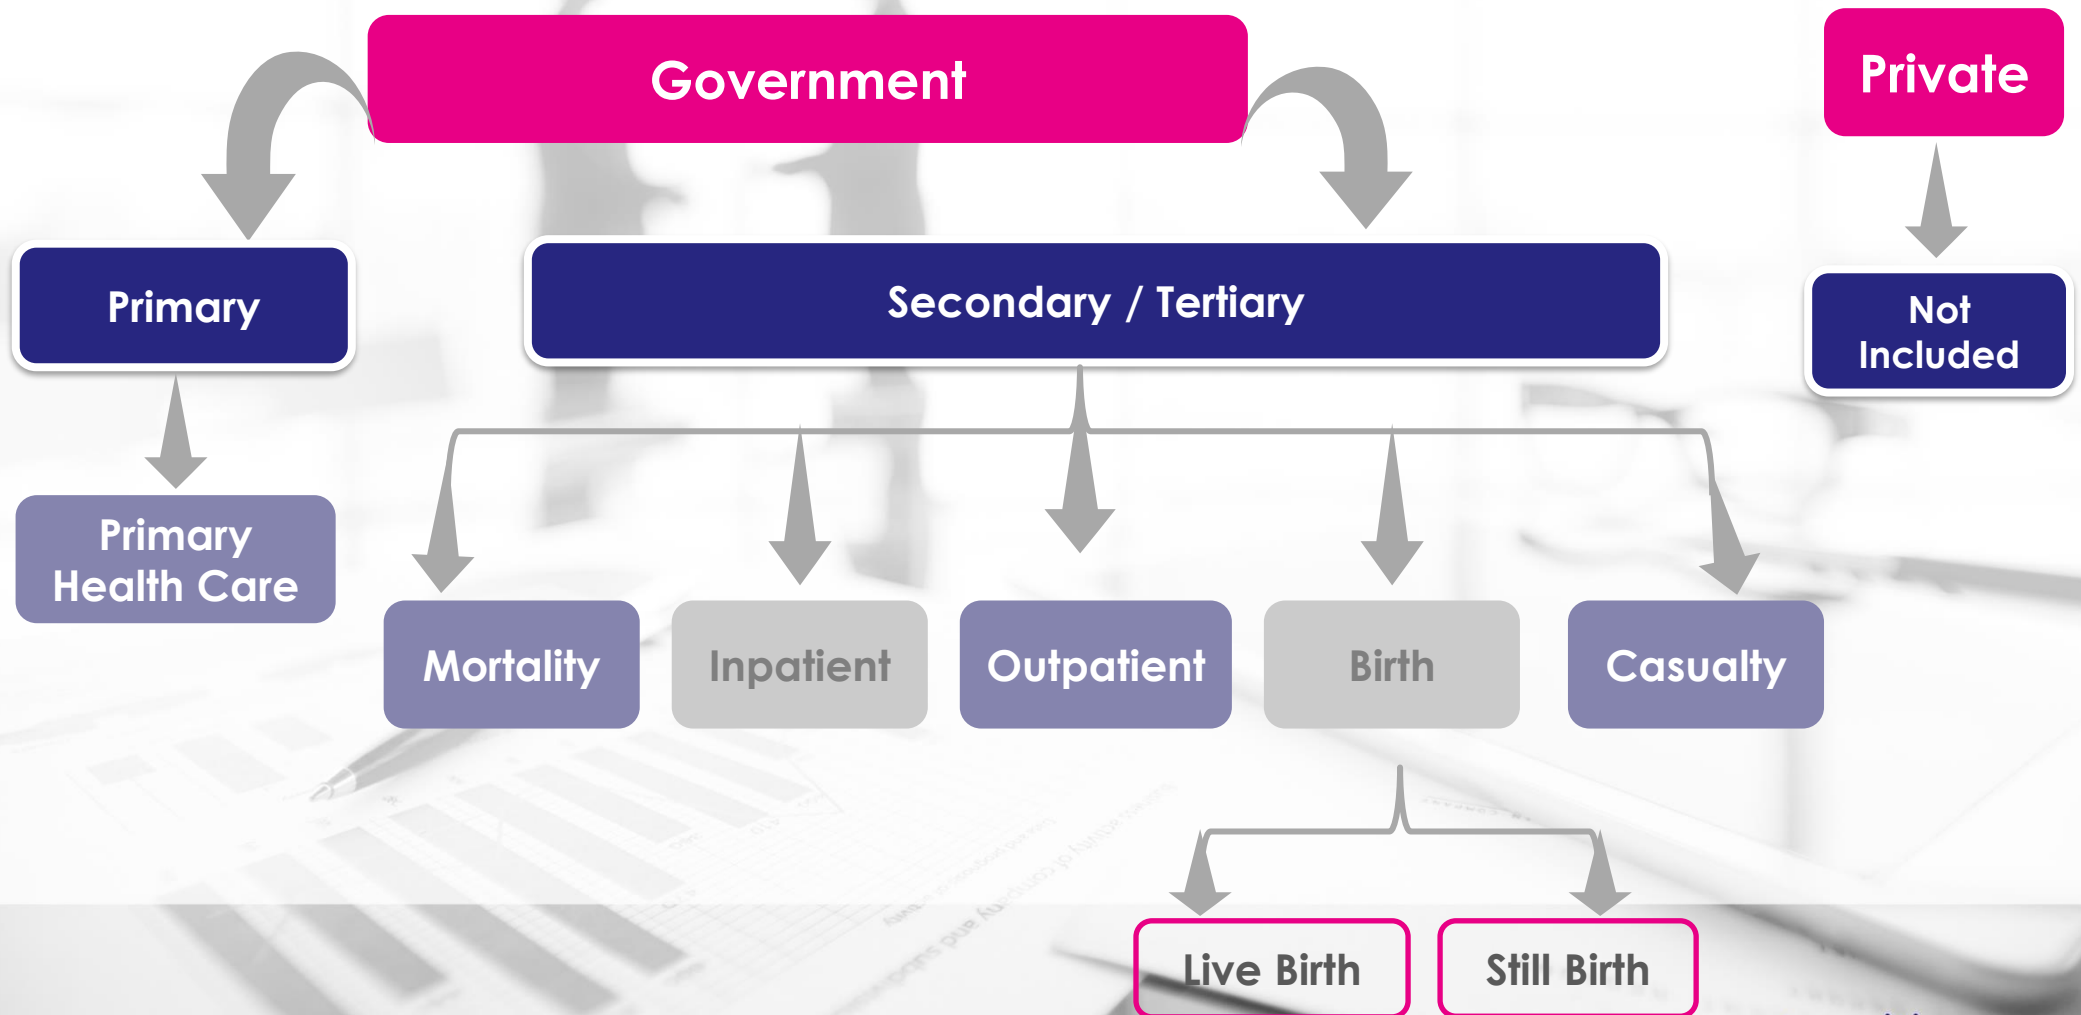 Government
Private
Primary
Secondary / Tertiary
Not
Included
Primary
Health Care
Mortality
Inpatient
Outpatient
Birth
Casualty
Live Birth
Still Birth